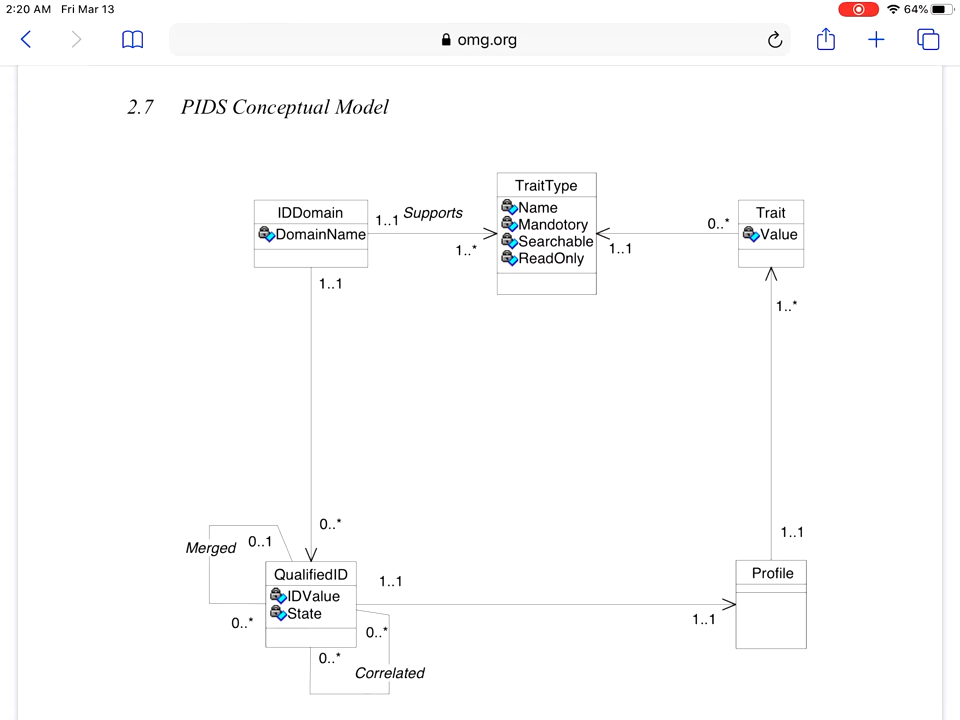 2:20 AM Fri Mar 13
64%
omg.org
2.7 PIDS Conceptual Model
TraitType
Name
Mandotory
Searchable
ReadOnly
IDDomain
DomainName
1..1 Supports
1..*
Trait
Value
0..*
1..1
1..1
1..*
0..*
1..1
Merged
0..1
QualifiedID
IDValue
State
1..1
Profile
1..1
0..*
0..*
0..*
Correlated